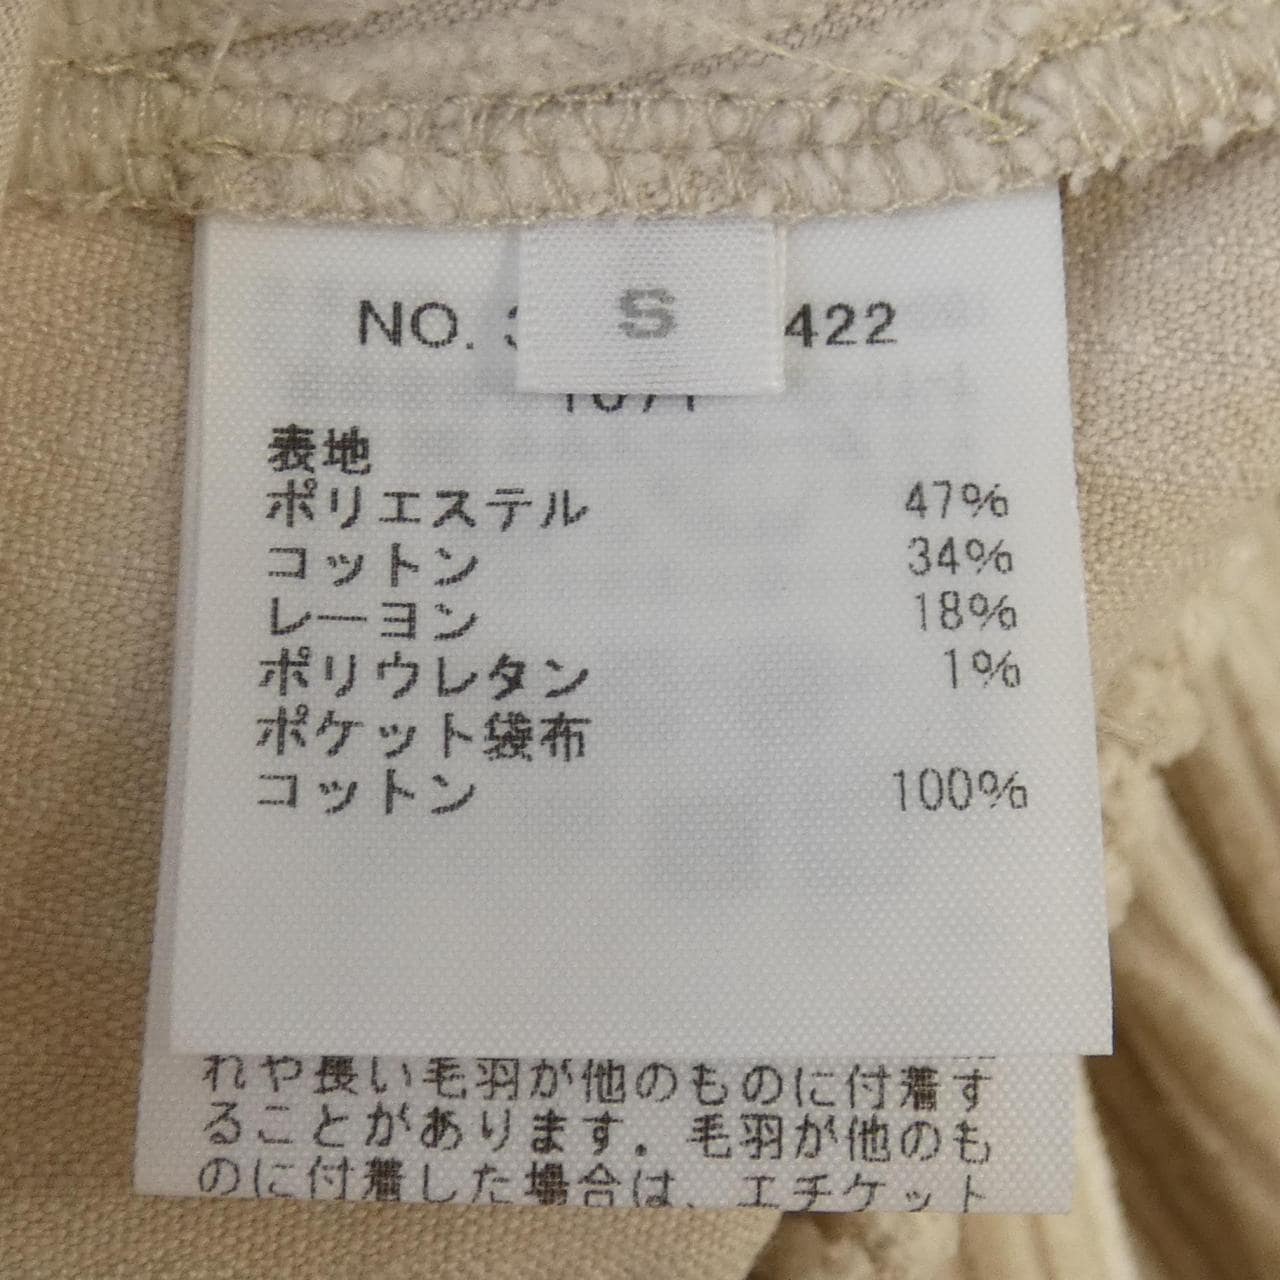 S
NO. 422
表地
ポリエステル 47%
コットン 34%
レーヨン 18%
ポリウレタン 1%
ポケット袋布
コットン 100%
れや長い毛羽が他のものに付着す
ることがあります．毛羽が他のも
のに付着した場合は、エチケット